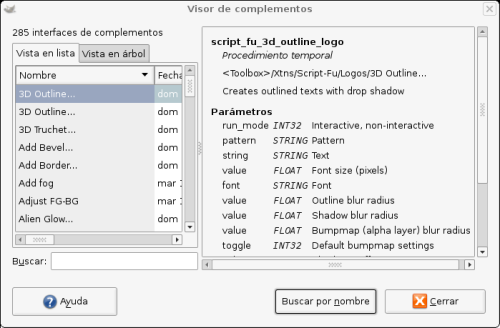 Visor de complementos
285 interfaces de complementos
Vista en lista Vista en árbol
Nombre Fecha
3D Outline... dom
3D Outline... dom
3D Truchet... dom
Add Bevel... dom
Add Border... dom
Add fog mar 1
Adjust FG-BG mar 1
Alien Glow... dom
Buscar:
script_fu_3d_outline_logo
Procedimiento temporal
<Toolbox>/Xtns/Script-Fu/Logos/3D Outline...
Creates outlined texts with drop shadow
Parámetros
run_mode INT32 Interactive, non-interactive
pattern STRING Pattern
string STRING Text
value FLOAT Font size (pixels)
font STRING Font
value FLOAT Outline blur radius
value FLOAT Shadow blur radius
value FLOAT Bumpmap (alpha layer) blur radius
toggle INT32 Default bumpmap settings
Ayuda Buscar por nombre Cerrar